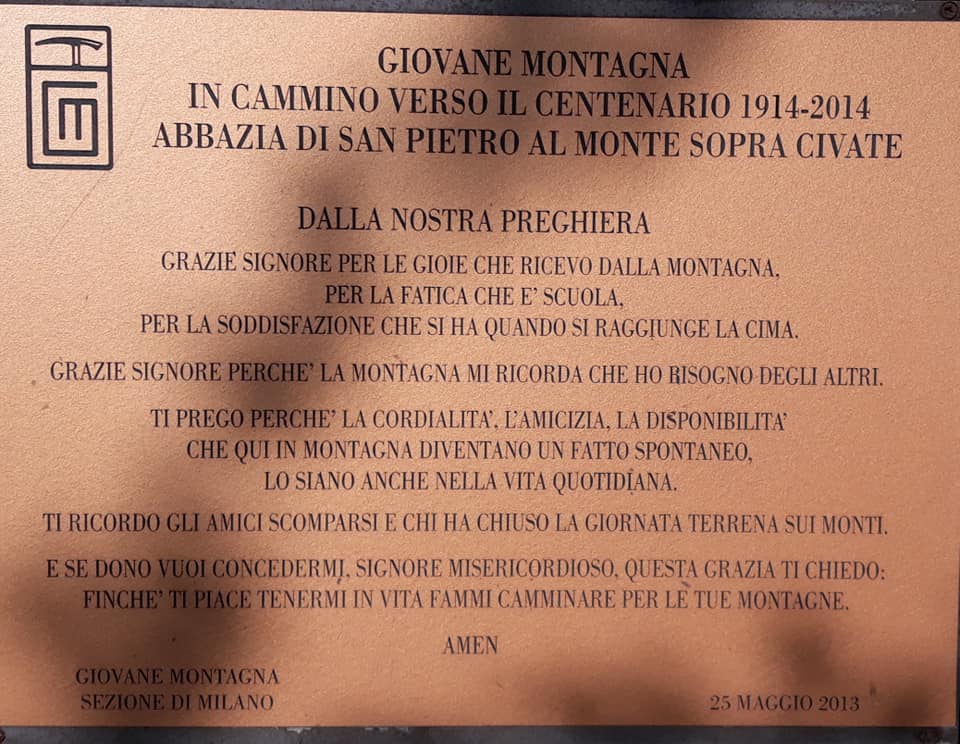 GIOVANE MONTAGNA
IN CAMMINO VERSO IL CENTENARIO 1914-2014
ABBAZIA DI SAN PIETRO AL MONTE SOPRA CIVATE
DALLA NOSTRA PREGHIERA
GRAZIE SIGNORE PER LE GIOIE CHE RICEVO DALLA MONTAGNA,
PER LA FATICA CHE E' SCUOLA,
PER LA SODDISFAZIONE CHE SI HA QUANDO SI RAGGIUNGE LA CIMA.
GRAZIE SIGNORE PERCHE' LA MONTAGNA MI RICORDA CHE HO BISOGNO DEGLI ALTRI.
TI PREGO PERCHE' LA CORDIALITA', L'AMICIZIA, LA DISPONIBILITA'
CHE QUI IN MONTAGNA DIVENTANO UN FATTO SPONTANEO,
LO SIANO ANCHE NELLA VITA QUOTIDIANA.
TI RICORDO GLI AMICI SCOMPARSI E CHI HA CHIUSO LA GIORNATA TERRENA SUI MONTI.
E SE DONO VUOI CONCEDERMI, SIGNORE MISERICORDIOSO, QUESTA GRAZIA TI CHIEDO:
FINCHE' TI PIACE TENERMI IN VITA FAMMI CAMMINARE PER LE TUE MONTAGNE.
AMEN
GIOVANE MONTAGNA
SEZIONE DI MILANO
25 MAGGIO 2013